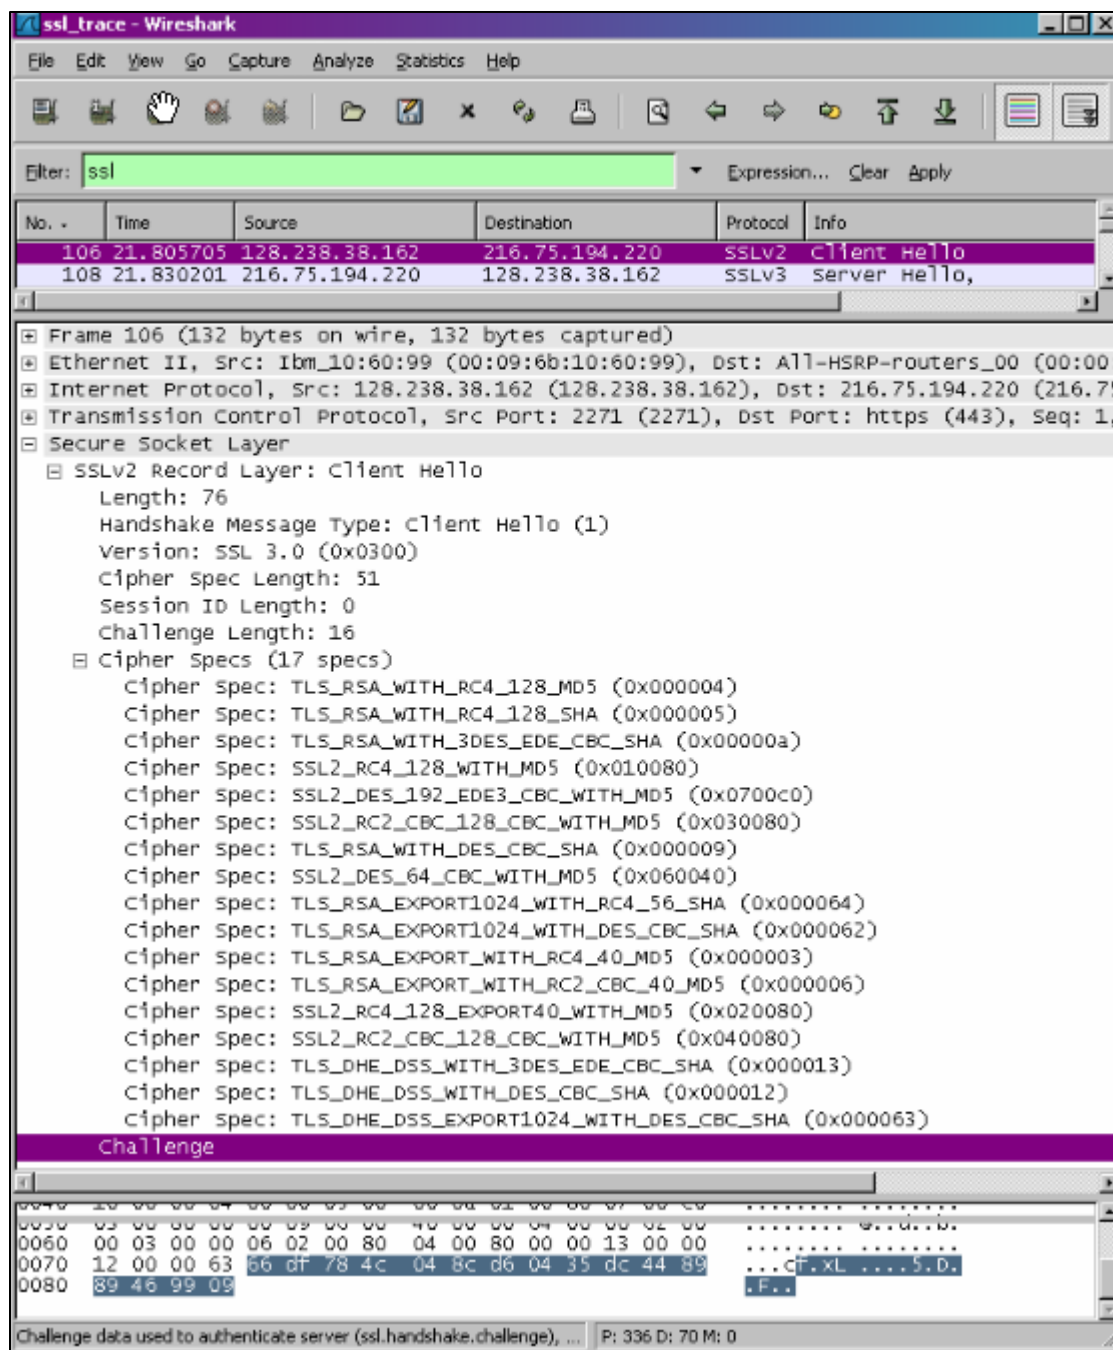 ssl_trace - Wireshark
File Edit View Go Capture Analyze Statistics Help
Filter: ssl Expression... Clear Apply
No. Time Source Destination Protocol Info
106 21.805705 128.238.38.162 216.75.194.220 SSLv2 Client Hello
108 21.830201 216.75.194.220 128.238.38.162 SSLv3 Server Hello,
Frame 106 (132 bytes on wire, 132 bytes captured)
Ethernet II, Src: Ibm_10:60:99 (00:09:6b:10:60:99), Dst: All-HSRP-routers_00 (00:00
Internet Protocol, Src: 128.238.38.162 (128.238.38.162), Dst: 216.75.194.220 (216.75
Transmission Control Protocol, Src Port: 2271 (2271), Dst Port: https (443), Seq: 1,
Secure Socket Layer
SSLv2 Record Layer: Client Hello
Length: 76
Handshake Message Type: Client Hello (1)
Version: SSL 3.0 (0x0300)
Cipher Spec Length: 51
Session ID Length: 0
Challenge Length: 16
Cipher Specs (17 specs)
Cipher Spec: TLS_RSA_WITH_RC4_128_MD5 (0x000004)
Cipher Spec: TLS_RSA_WITH_RC4_128_SHA (0x000005)
Cipher Spec: TLS_RSA_WITH_3DES_EDE_CBC_SHA (0x00000a)
Cipher Spec: SSL2_RC4_128_WITH_MD5 (0x010080)
Cipher Spec: SSL2_DES_192_EDE3_CBC_WITH_MD5 (0x0700c0)
Cipher Spec: SSL2_RC2_CBC_128_CBC_WITH_MD5 (0x030080)
Cipher Spec: TLS_RSA_WITH_DES_CBC_SHA (0x000009)
Cipher Spec: SSL2_DES_64_CBC_WITH_MD5 (0x060040)
Cipher Spec: TLS_RSA_EXPORT1024_WITH_RC4_56_SHA (0x000064)
Cipher Spec: TLS_RSA_EXPORT1024_WITH_DES_CBC_SHA (0x000062)
Cipher Spec: TLS_RSA_EXPORT_WITH_RC4_40_MD5 (0x000003)
Cipher Spec: TLS_RSA_EXPORT_WITH_RC2_CBC_40_MD5 (0x000006)
Cipher Spec: SSL2_RC4_128_EXPORT40_WITH_MD5 (0x020080)
Cipher Spec: SSL2_RC2_CBC_128_CBC_WITH_MD5 (0x040080)
Cipher Spec: TLS_DHE_DSS_WITH_3DES_EDE_CBC_SHA (0x000013)
Cipher Spec: TLS_DHE_DSS_WITH_DES_CBC_SHA (0x000012)
Cipher Spec: TLS_DHE_DSS_EXPORT1024_WITH_DES_CBC_SHA (0x000063)
Challenge
0060 00 03 00 00 06 02 00 80 04 00 80 00 00 13 00 00 ........ ........
0070 12 00 00 63 66 df 78 4c 04 8c d6 04 35 dc 44 89 ...cf.xL ....5.D.
0080 89 46 99 09 .F..
Challenge data used to authenticate server (ssl.handshake.challenge), ... P: 336 D: 70 M: 0